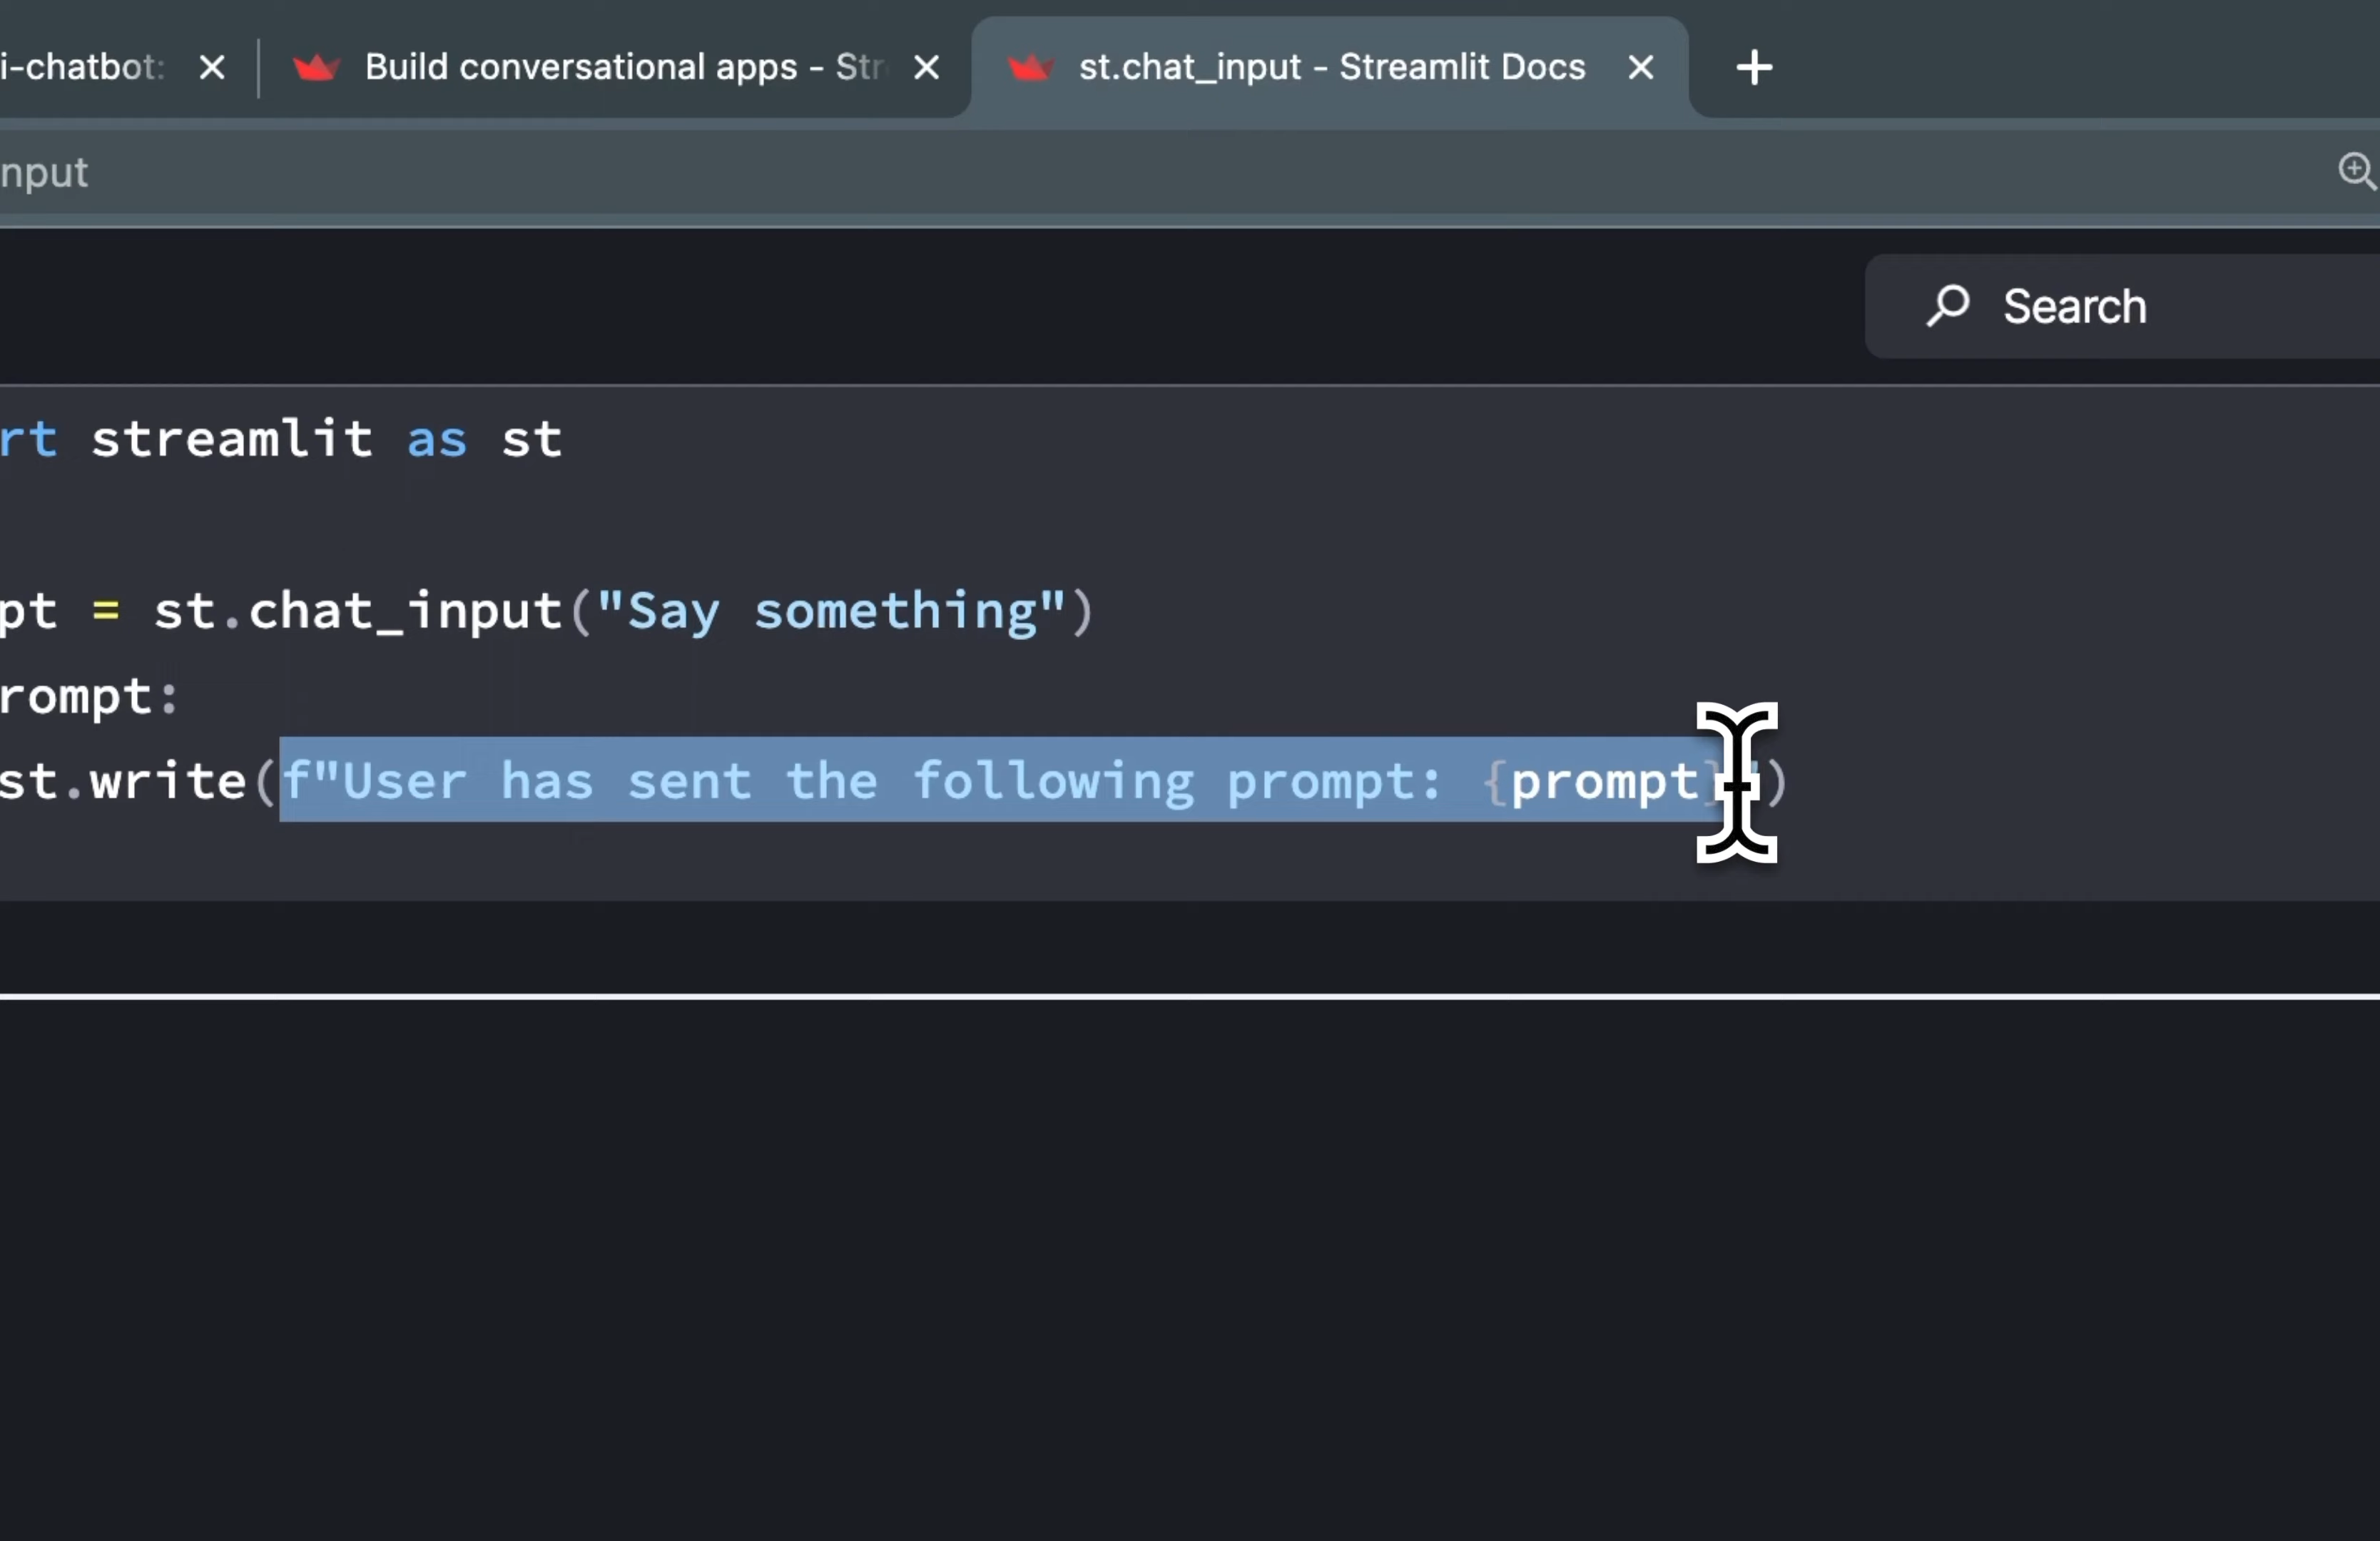 i-chatbot:
Build conversational apps - Str
st.chat_input - Streamlit Docs
nput
Search
rt streamlit as st
pt = st.chat_input("Say something")
rompt:
st.write(f"User has sent the following prompt: {prompt}")